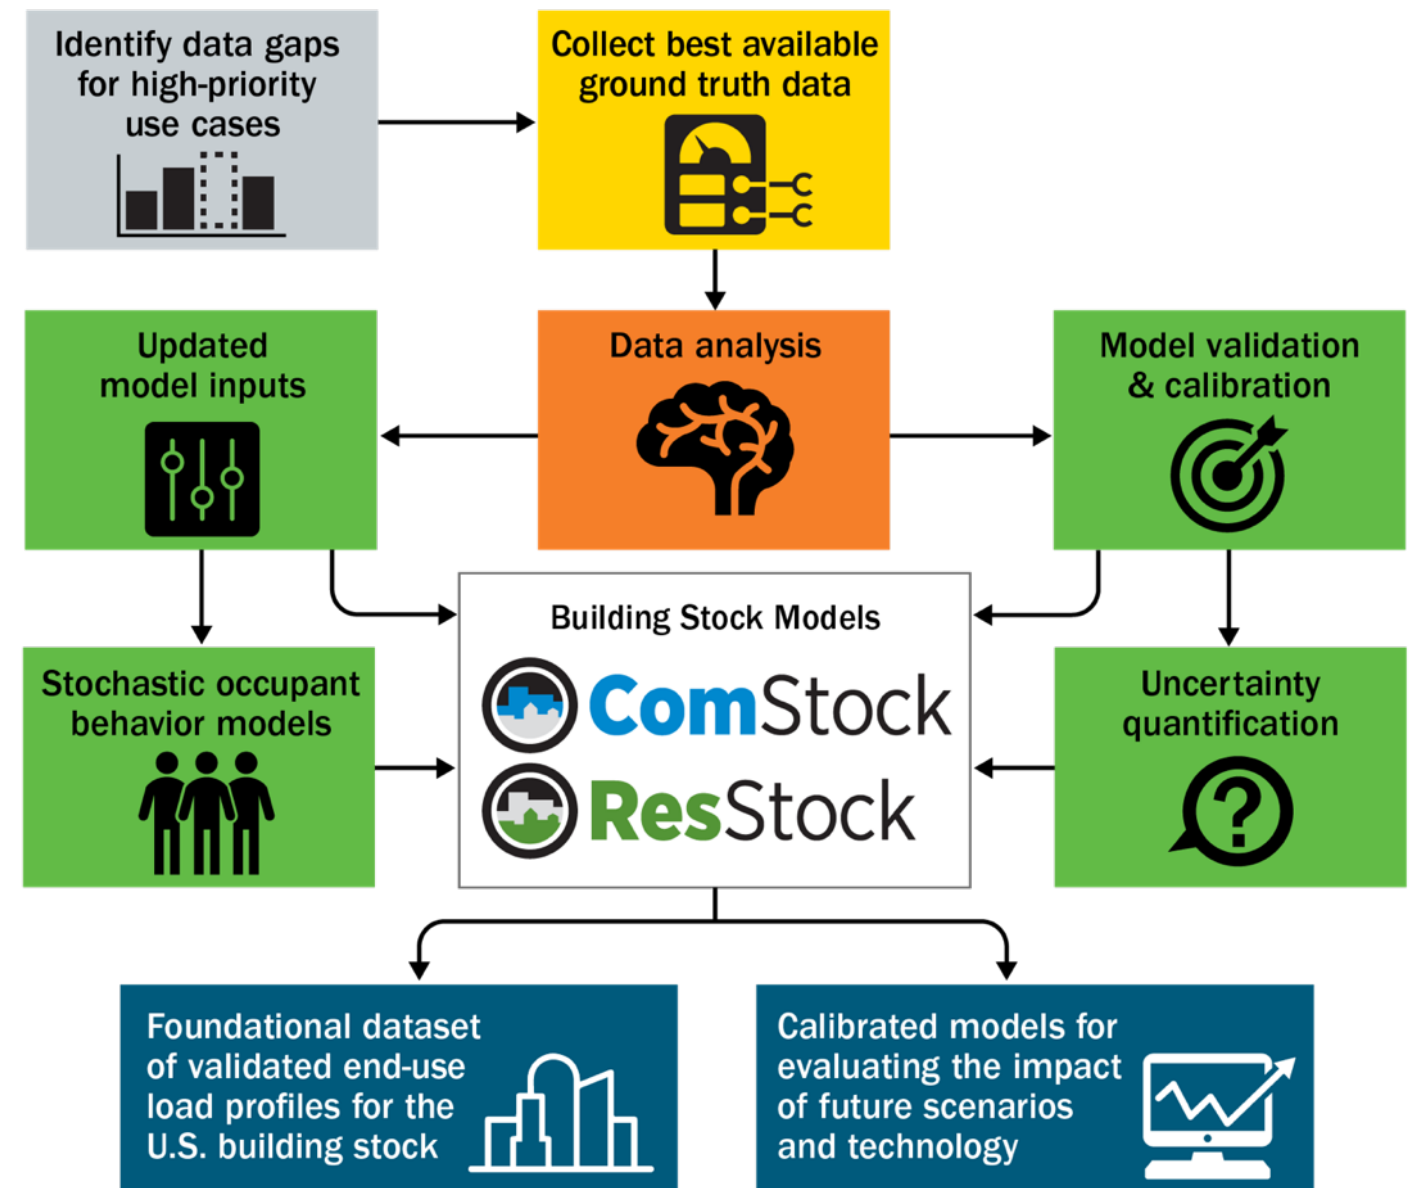 Identify data gaps
for high-priority
use cases
Collect best available
ground truth data
Updated
model inputs
Data analysis
Model validation
& calibration
Building Stock Models
ComStock
ResStock
Stochastic occupant
behavior models
Uncertainty
quantification
?
Foundational dataset
of validated end-use
load profiles for the
U.S. building stock
Calibrated models for
evaluating the impact
of future scenarios
and technology